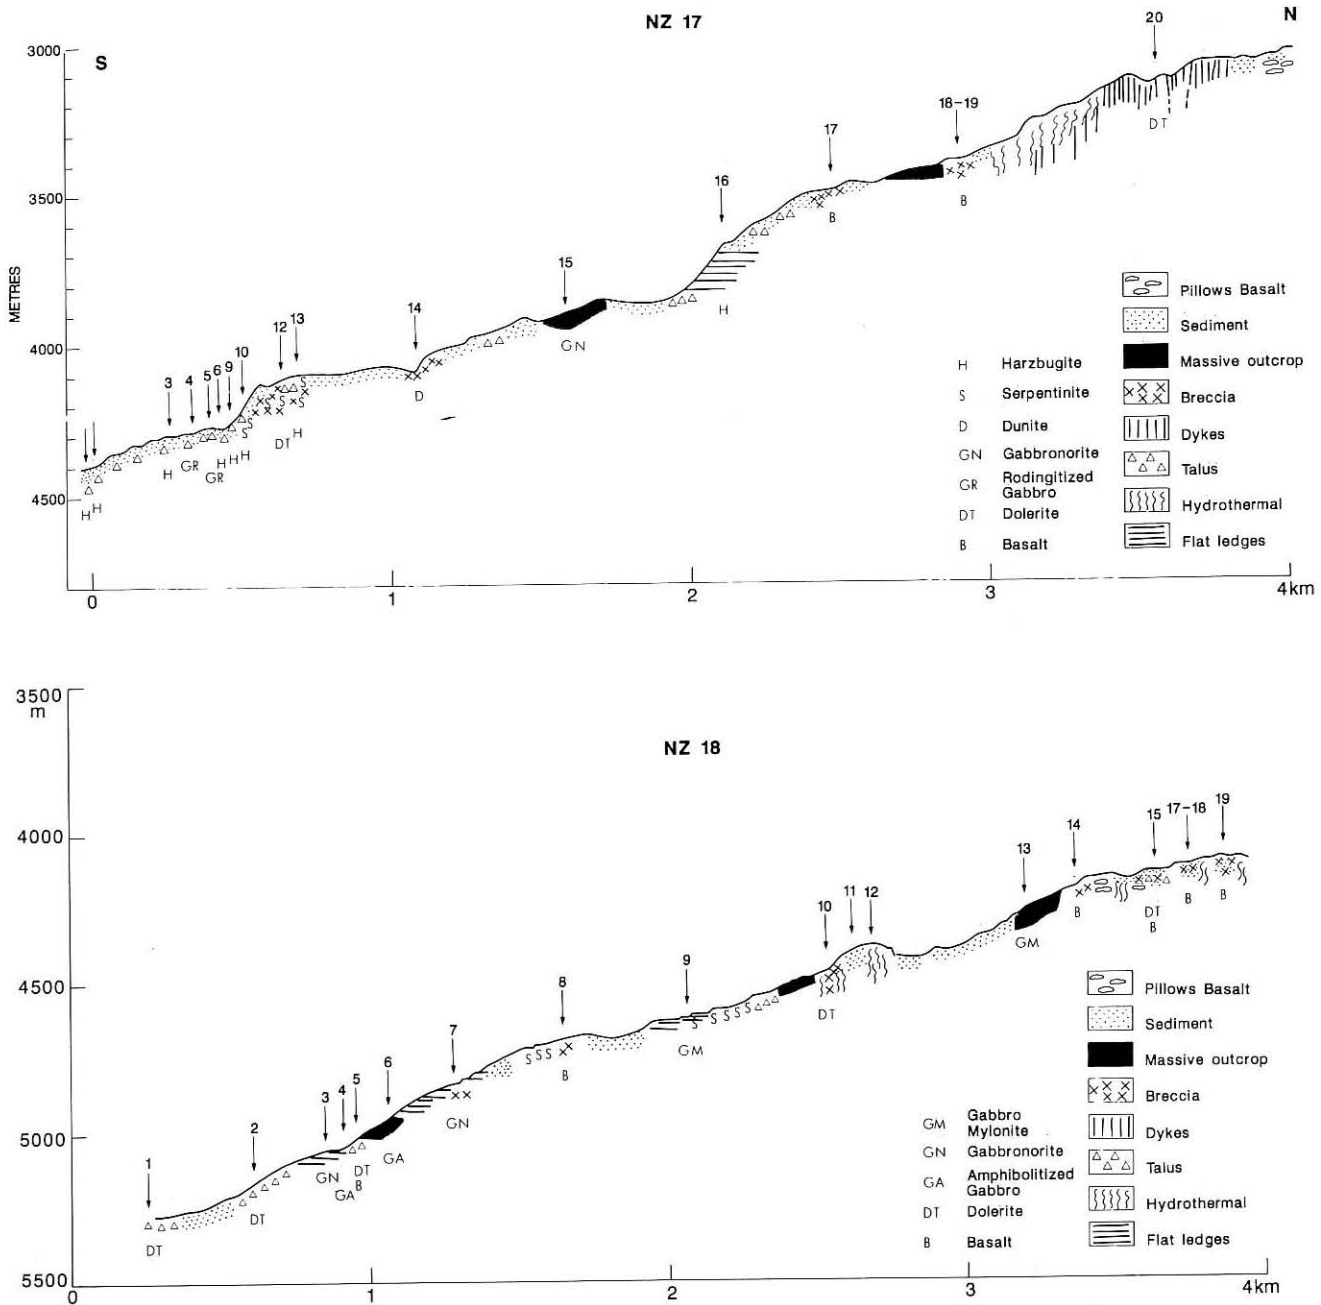 NZ 17
N
S
20
3000
18-19
17
DT
16
3500
B
B
METRES
15
14
H
12 13
4000
10
GN
3 4 5 6 9
D
S
S S S
S
S
H
DT
H GR H H H
GR
4500
H H
H Harzbugite
S Serpentinite
D Dunite
GN Gabbronorite
GR Rodingitized
Gabbro
DT Dolerite
B Basalt
Pillows Basalt
Sediment
Massive outcrop
Breccia
Dykes
Talus
Hydrothermal
Flat ledges
0 1 2 3 4km
3500
m
NZ 18
4000
19
17-18
15
14
13
12
11
10
B
DT
B
B
B
GM
4500
9
8
DT
S S S S S
GM
7
S S S
B
6
5
4
3
GN
5000
2
GA
DT
B
GN
GA
1
DT
DT
5500
GM Gabbro
Mylonite
GN Gabbronorite
GA Amphibolitized
Gabbro
DT Dolerite
B Basalt
Pillows Basalt
Sediment
Massive outcrop
Breccia
Dykes
Talus
Hydrothermal
Flat ledges
0 1 2 3 4km